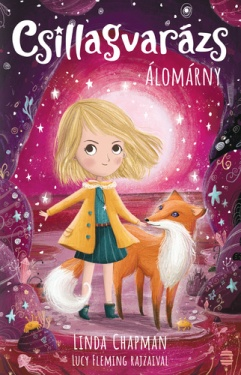 Csillagvarázs
ÁLOMÁRNY
LINDA CHAPMAN
LUCY FLEMING RAJZAIVAL